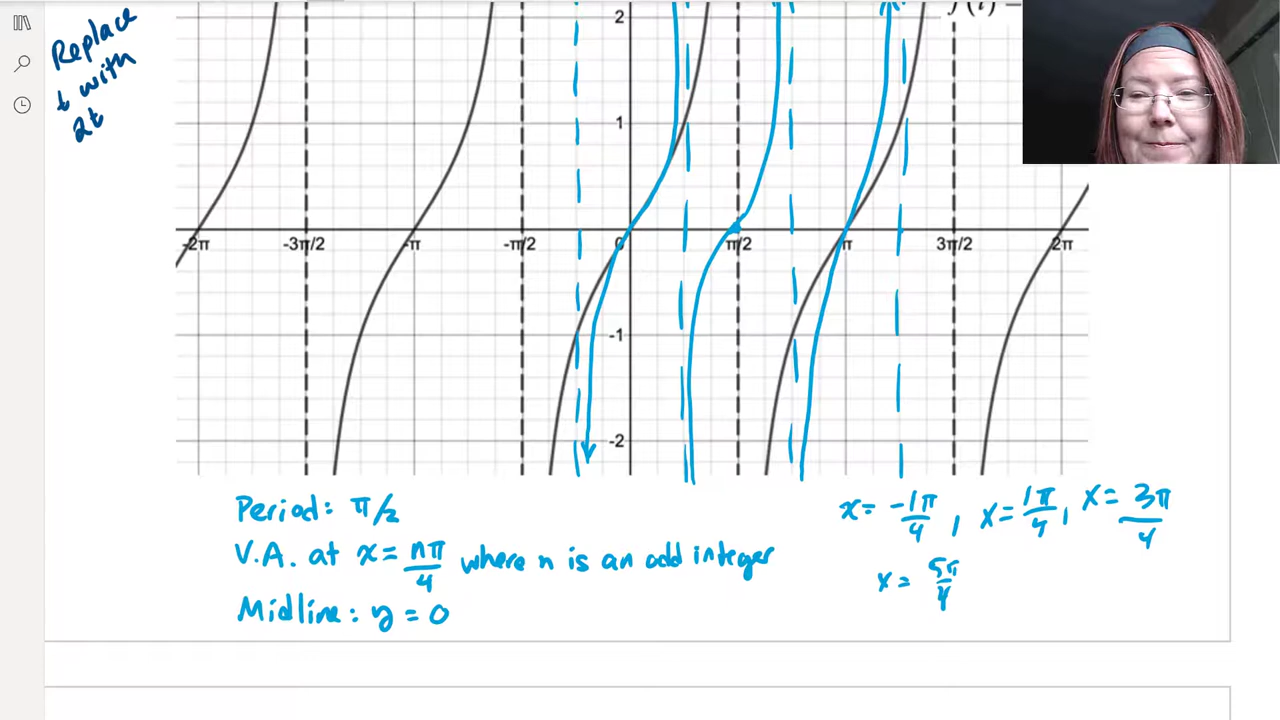 Replace
t with
2t
f(t) =
2
1
-2π
-3π/2
-π
-π/2
0
π/2
π
3π/2
2π
-1
-2
Period: π/2
V.A. at x = nπ/4 where n is an odd integer
Midline: y = 0
x = -1π/4, x = 1π/4, x = 3π/4
x = 5π/4